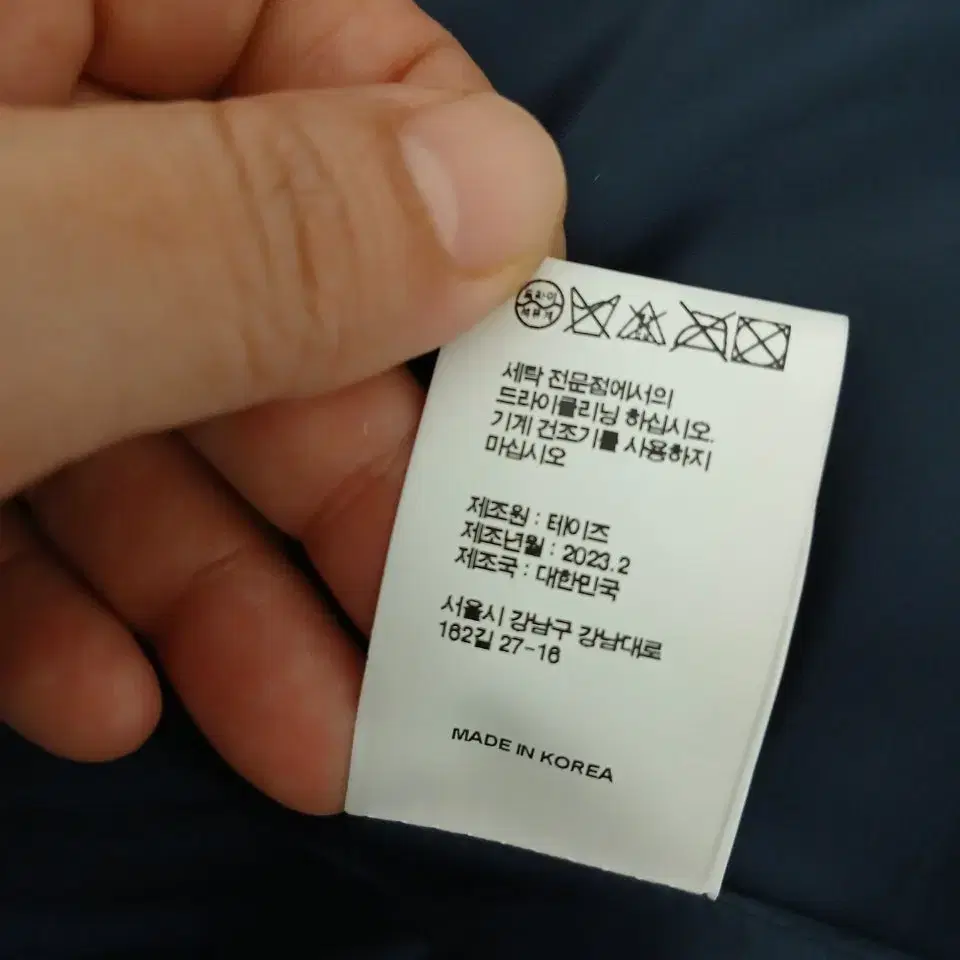 드라이
세탁 전문점에서의
드라이클리닝 하십시오.
기계 건조기를 사용하지
마십시오
제조원 : 테이즈
제조년월 : 2023.2
제조국 : 대한민국
서울시 강남구 강남대로
162길 27-16
MADE IN KOREA